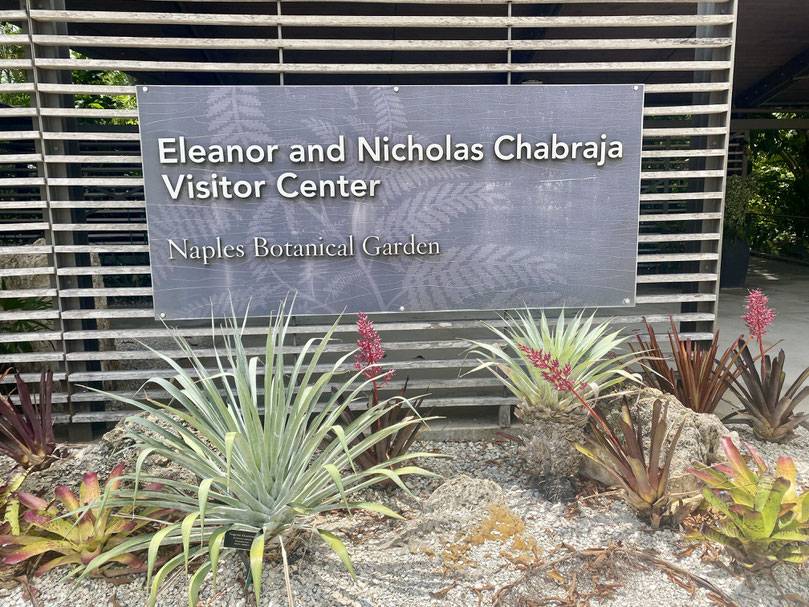 Eleanor and Nicholas Chabraja
Visitor Center
Naples Botanical Garden